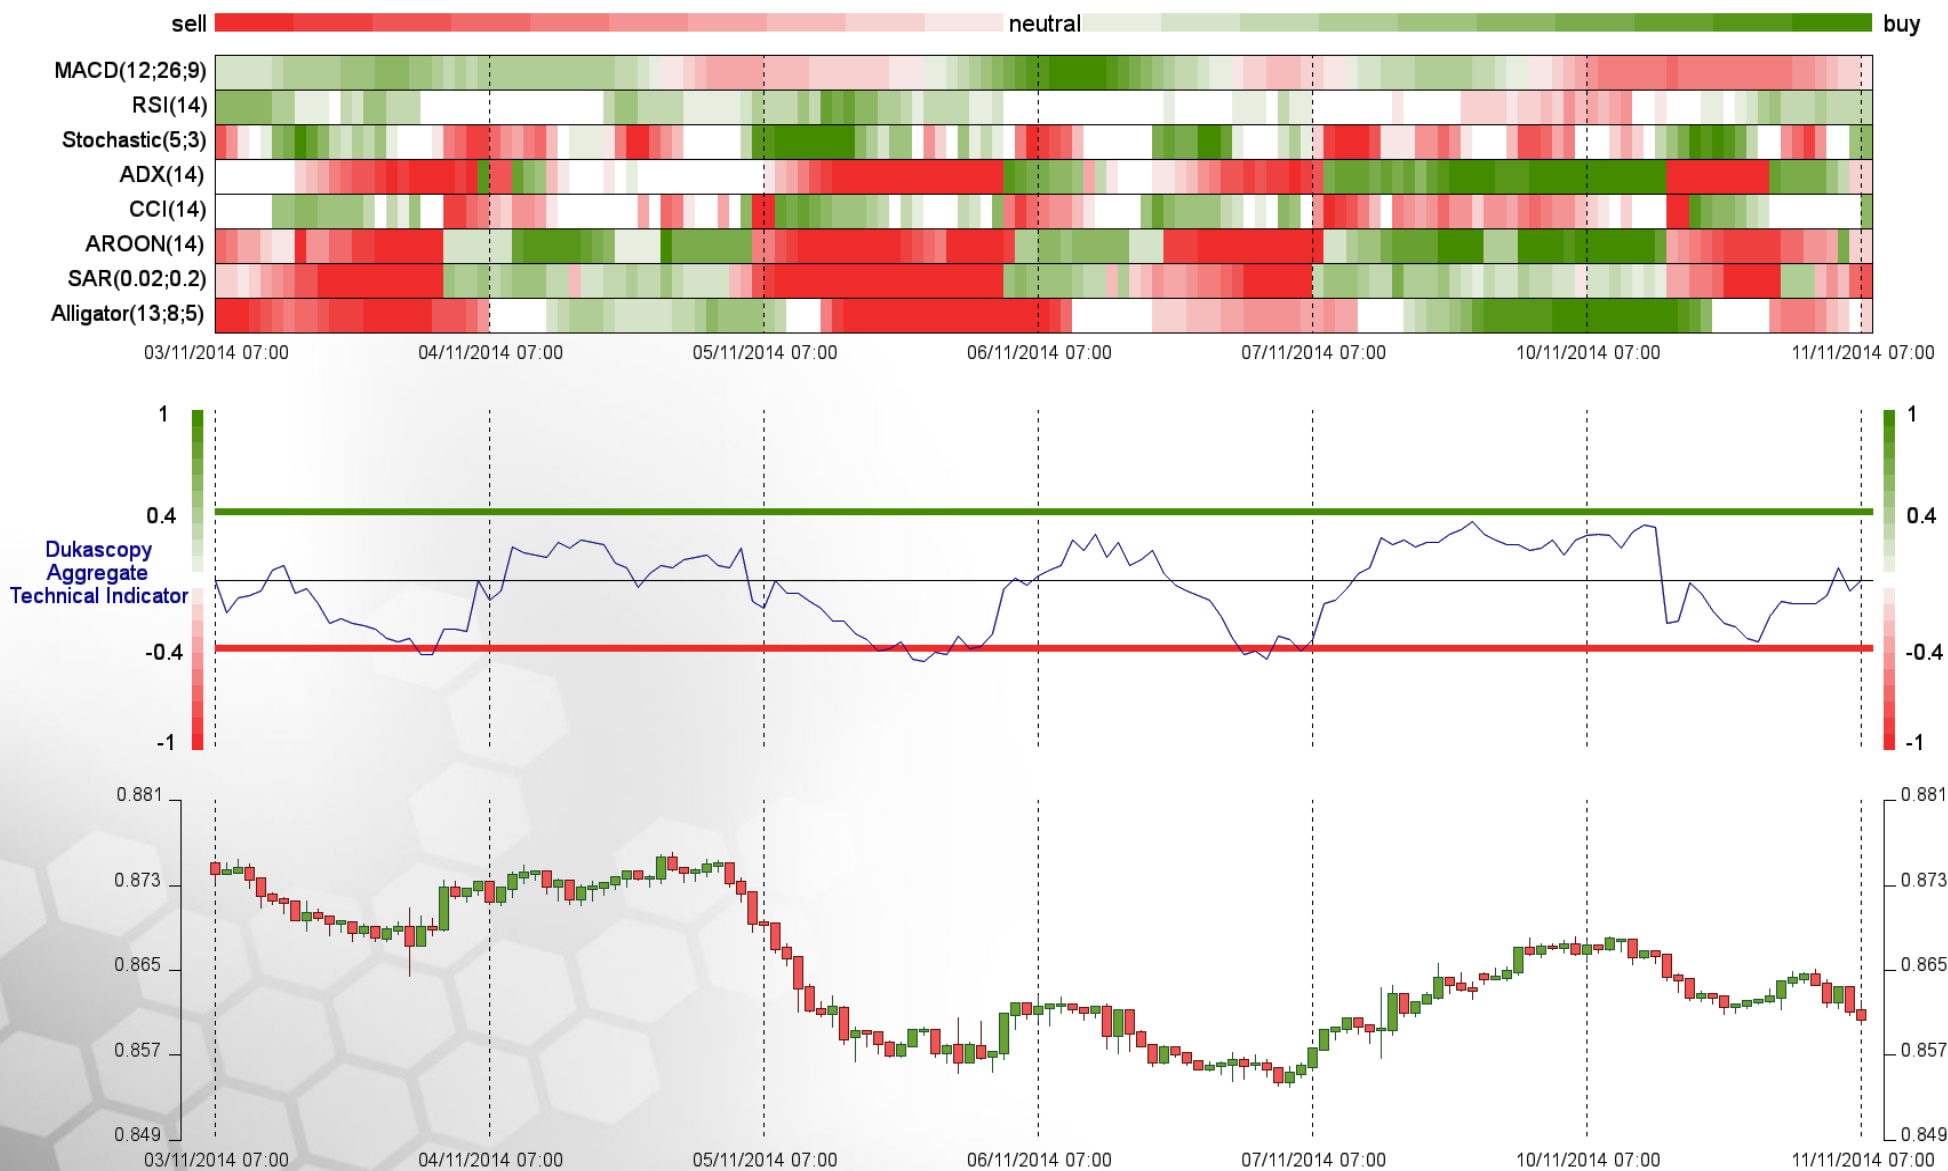 sell neutral buy
MACD(12;26;9)
RSI(14)
Stochastic(5;3)
ADX(14)
CCI(14)
AROON(14)
SAR(0.02;0.2)
Alligator(13;8;5)
03/11/2014 07:00 04/11/2014 07:00 05/11/2014 07:00 06/11/2014 07:00 07/11/2014 07:00 10/11/2014 07:00 11/11/2014 07:00
1 1
0.4 0.4
Dukascopy
Aggregate
Technical Indicator
-0.4 -0.4
-1 -1
0.881 0.881
0.873 0.873
0.865 0.865
0.857 0.857
0.849 0.849
03/11/2014 07:00 04/11/2014 07:00 05/11/2014 07:00 06/11/2014 07:00 07/11/2014 07:00 10/11/2014 07:00 11/11/2014 07:00